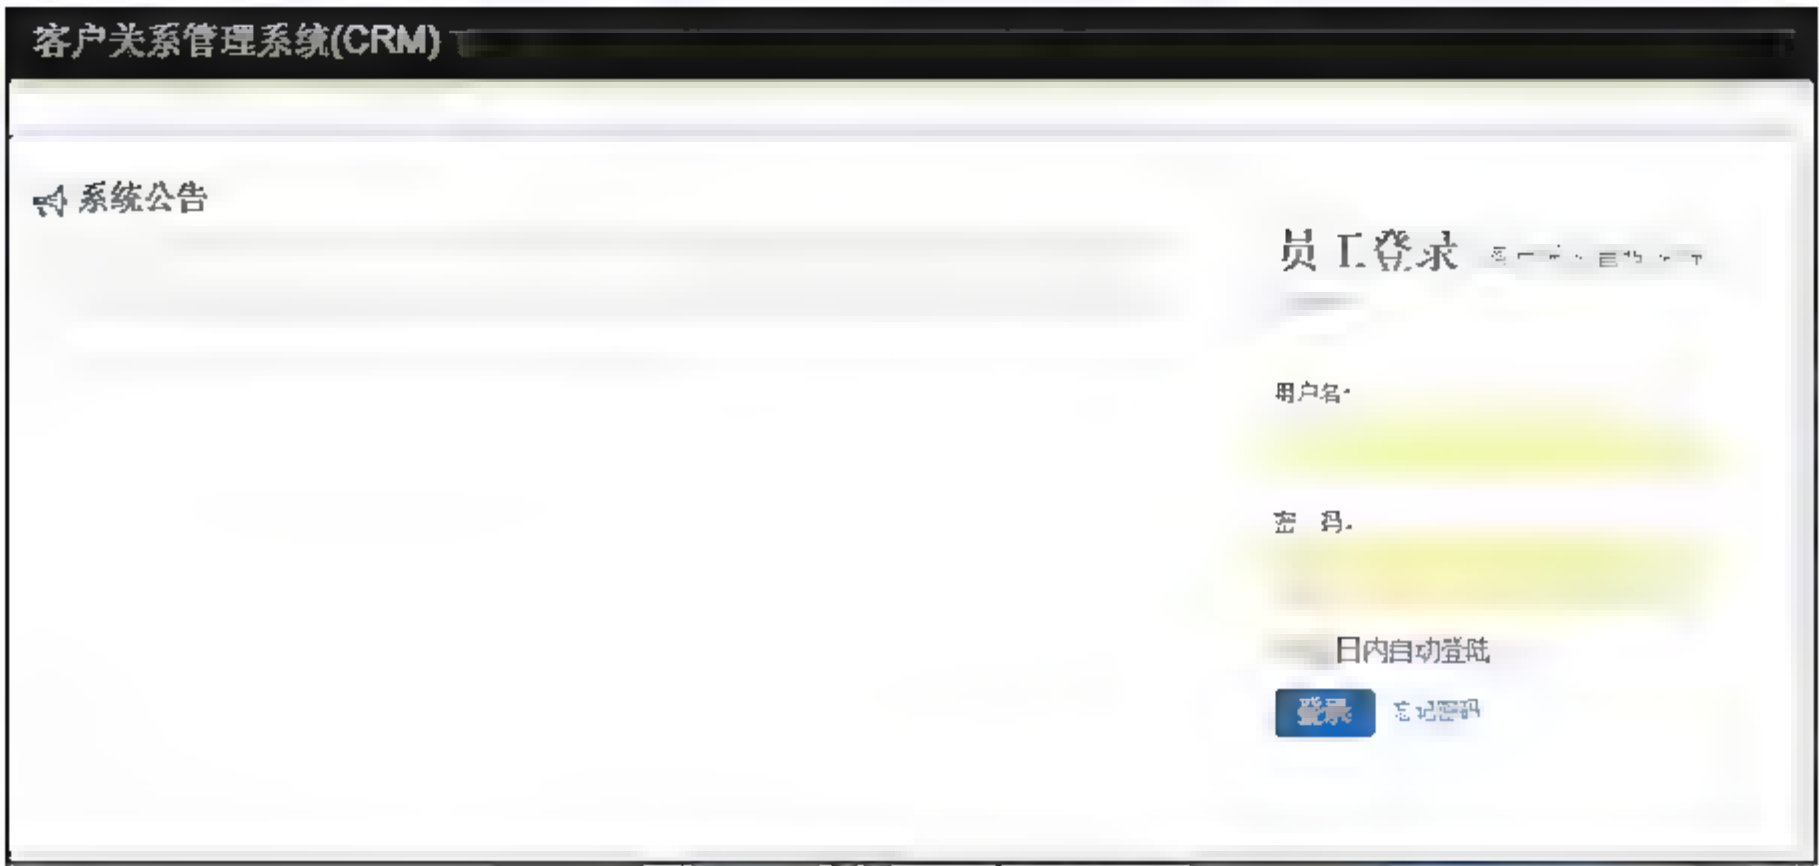 客户关系管理系统(CRM)
系统公告
员工登录
用户名:
密 码:
日内自动登陆
登录 忘记密码